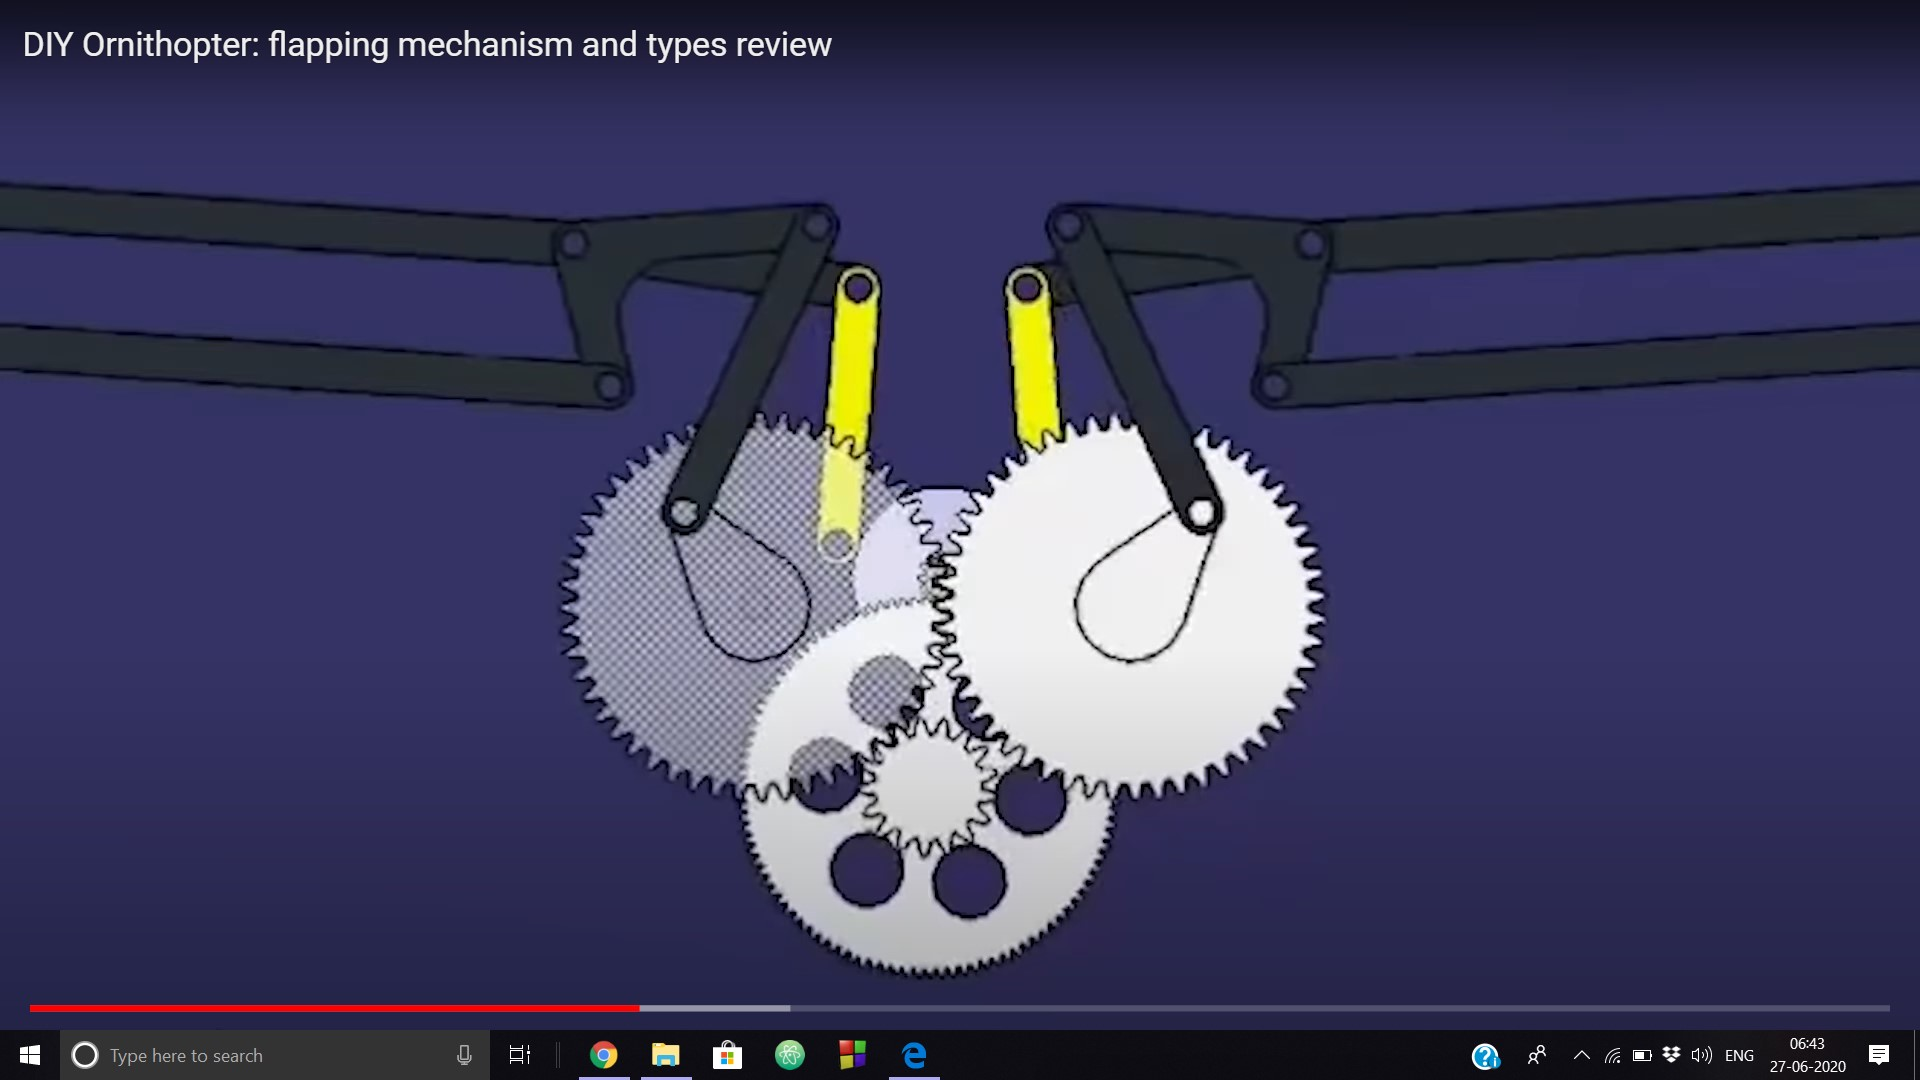 DIY Ornithopter: flapping mechanism and types review
Type here to search
ENG
06:43
27-06-2020